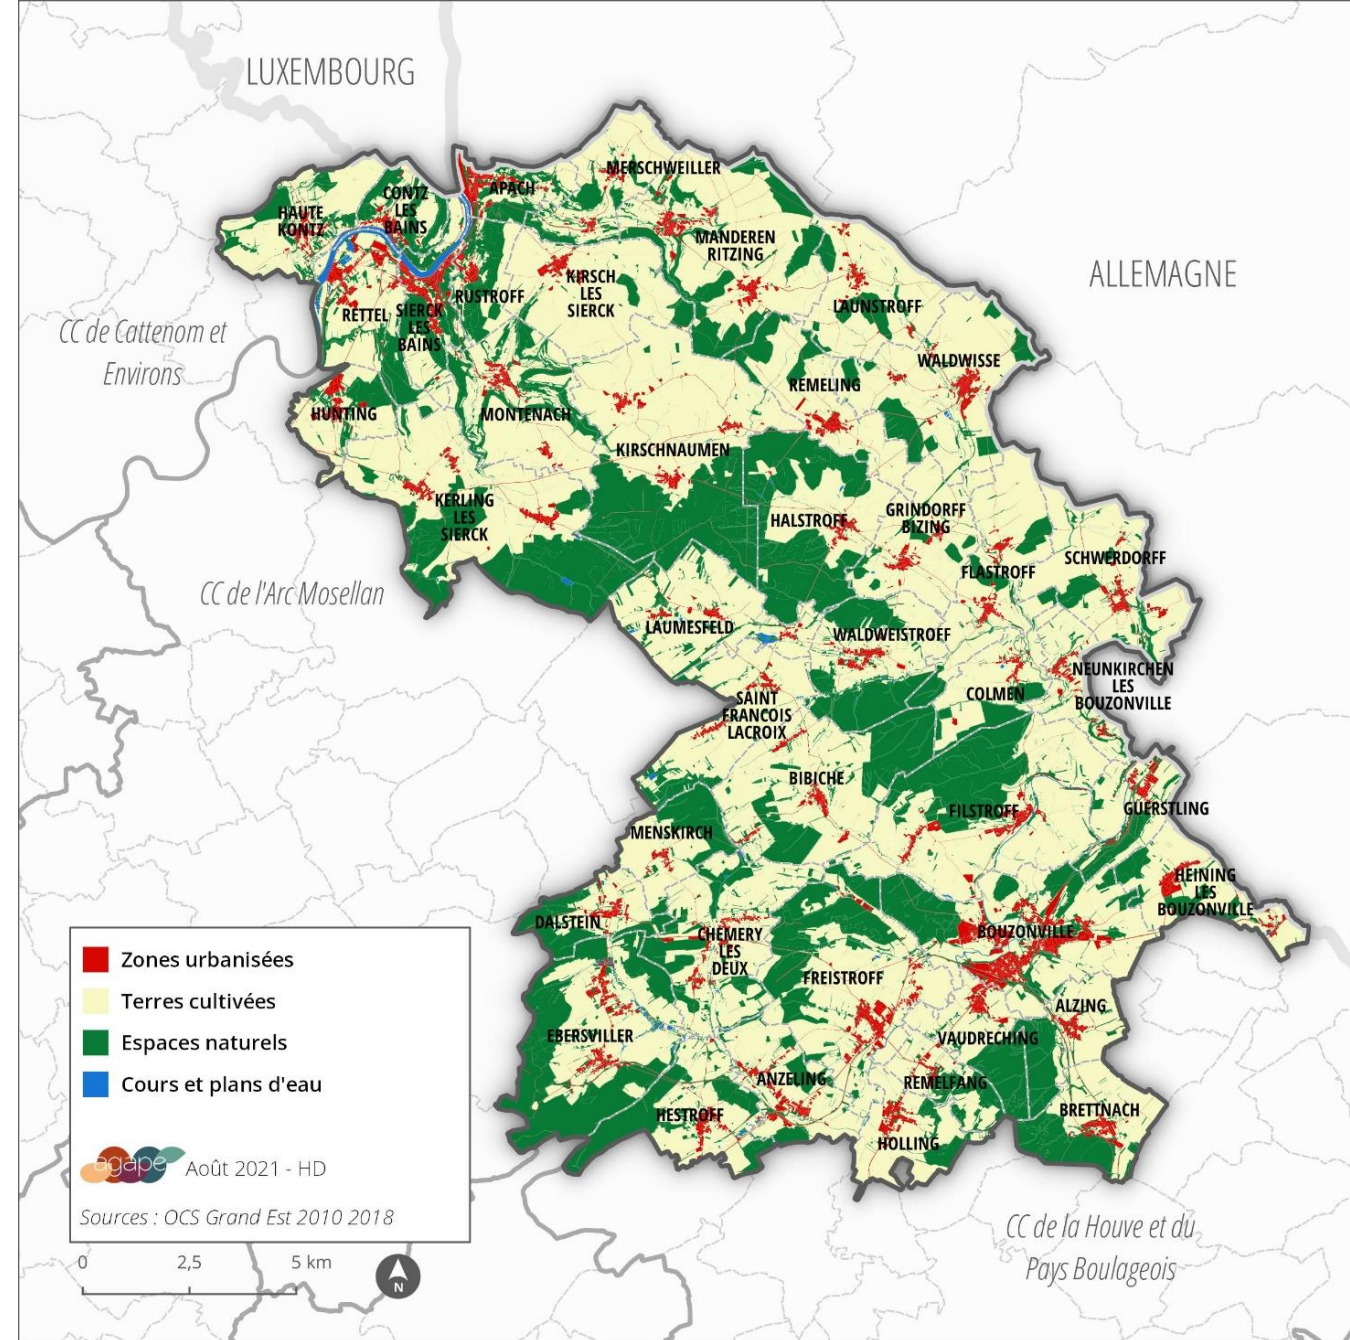 LUXEMBOURG
MERSCHWEILLER
APACH
CONTZ
LES
BAINS
HAUTE
KONTZ
MANDEREN
RITZING
ALLEMAGNE
KIRSCH
LES
SIERCK
RUSTROFF
LAUNSTROFF
RETTEL
SIERCK
LES
BAINS
CC de Cattenom et
Environs
WALDWISSE
REMELING
HUNTING
MONTENACH
KIRSCHNAUMEN
KERLING
LES
SIERCK
HALSTROFF
GRINDORFF
BIZING
FLASTROFF
SCHWERDORFF
CC de l'Arc Mosellan
LAUMESFELD
WALDWEISTROFF
NEUNKIRCHEN
LES
BOUZONVILLE
COLMEN
SAINT
FRANCOIS
LACROIX
BIBICHE
FILSTROFF
GUERSTLING
MENSKIRCH
HEINING
LES
BOUZONVILLE
DALSTEIN
CHEMERY
LES
DEUX
BOUZONVILLE
FREISTROFF
ALZING
EBERSVILLER
VAUDRECHING
ANZELING
REMELFANG
HESTROFF
BRETTNACH
HOLLING
CC de la Houve et du
Pays Boulageois
Zones urbanisées
Terres cultivées
Espaces naturels
Cours et plans d'eau
agape Août 2021 - HD
Sources : OCS Grand Est 2010 2018
0 2,5 5 km
N